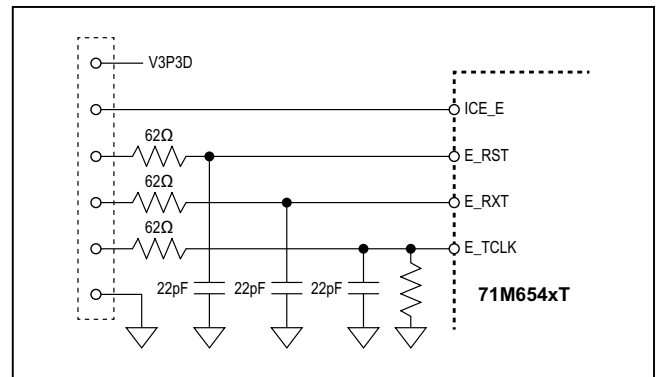 V3P3D
ICE_E
62Ω
E_RST
62Ω
E_RXT
62Ω
E_TCLK
22pF 22pF 22pF
71M654xT